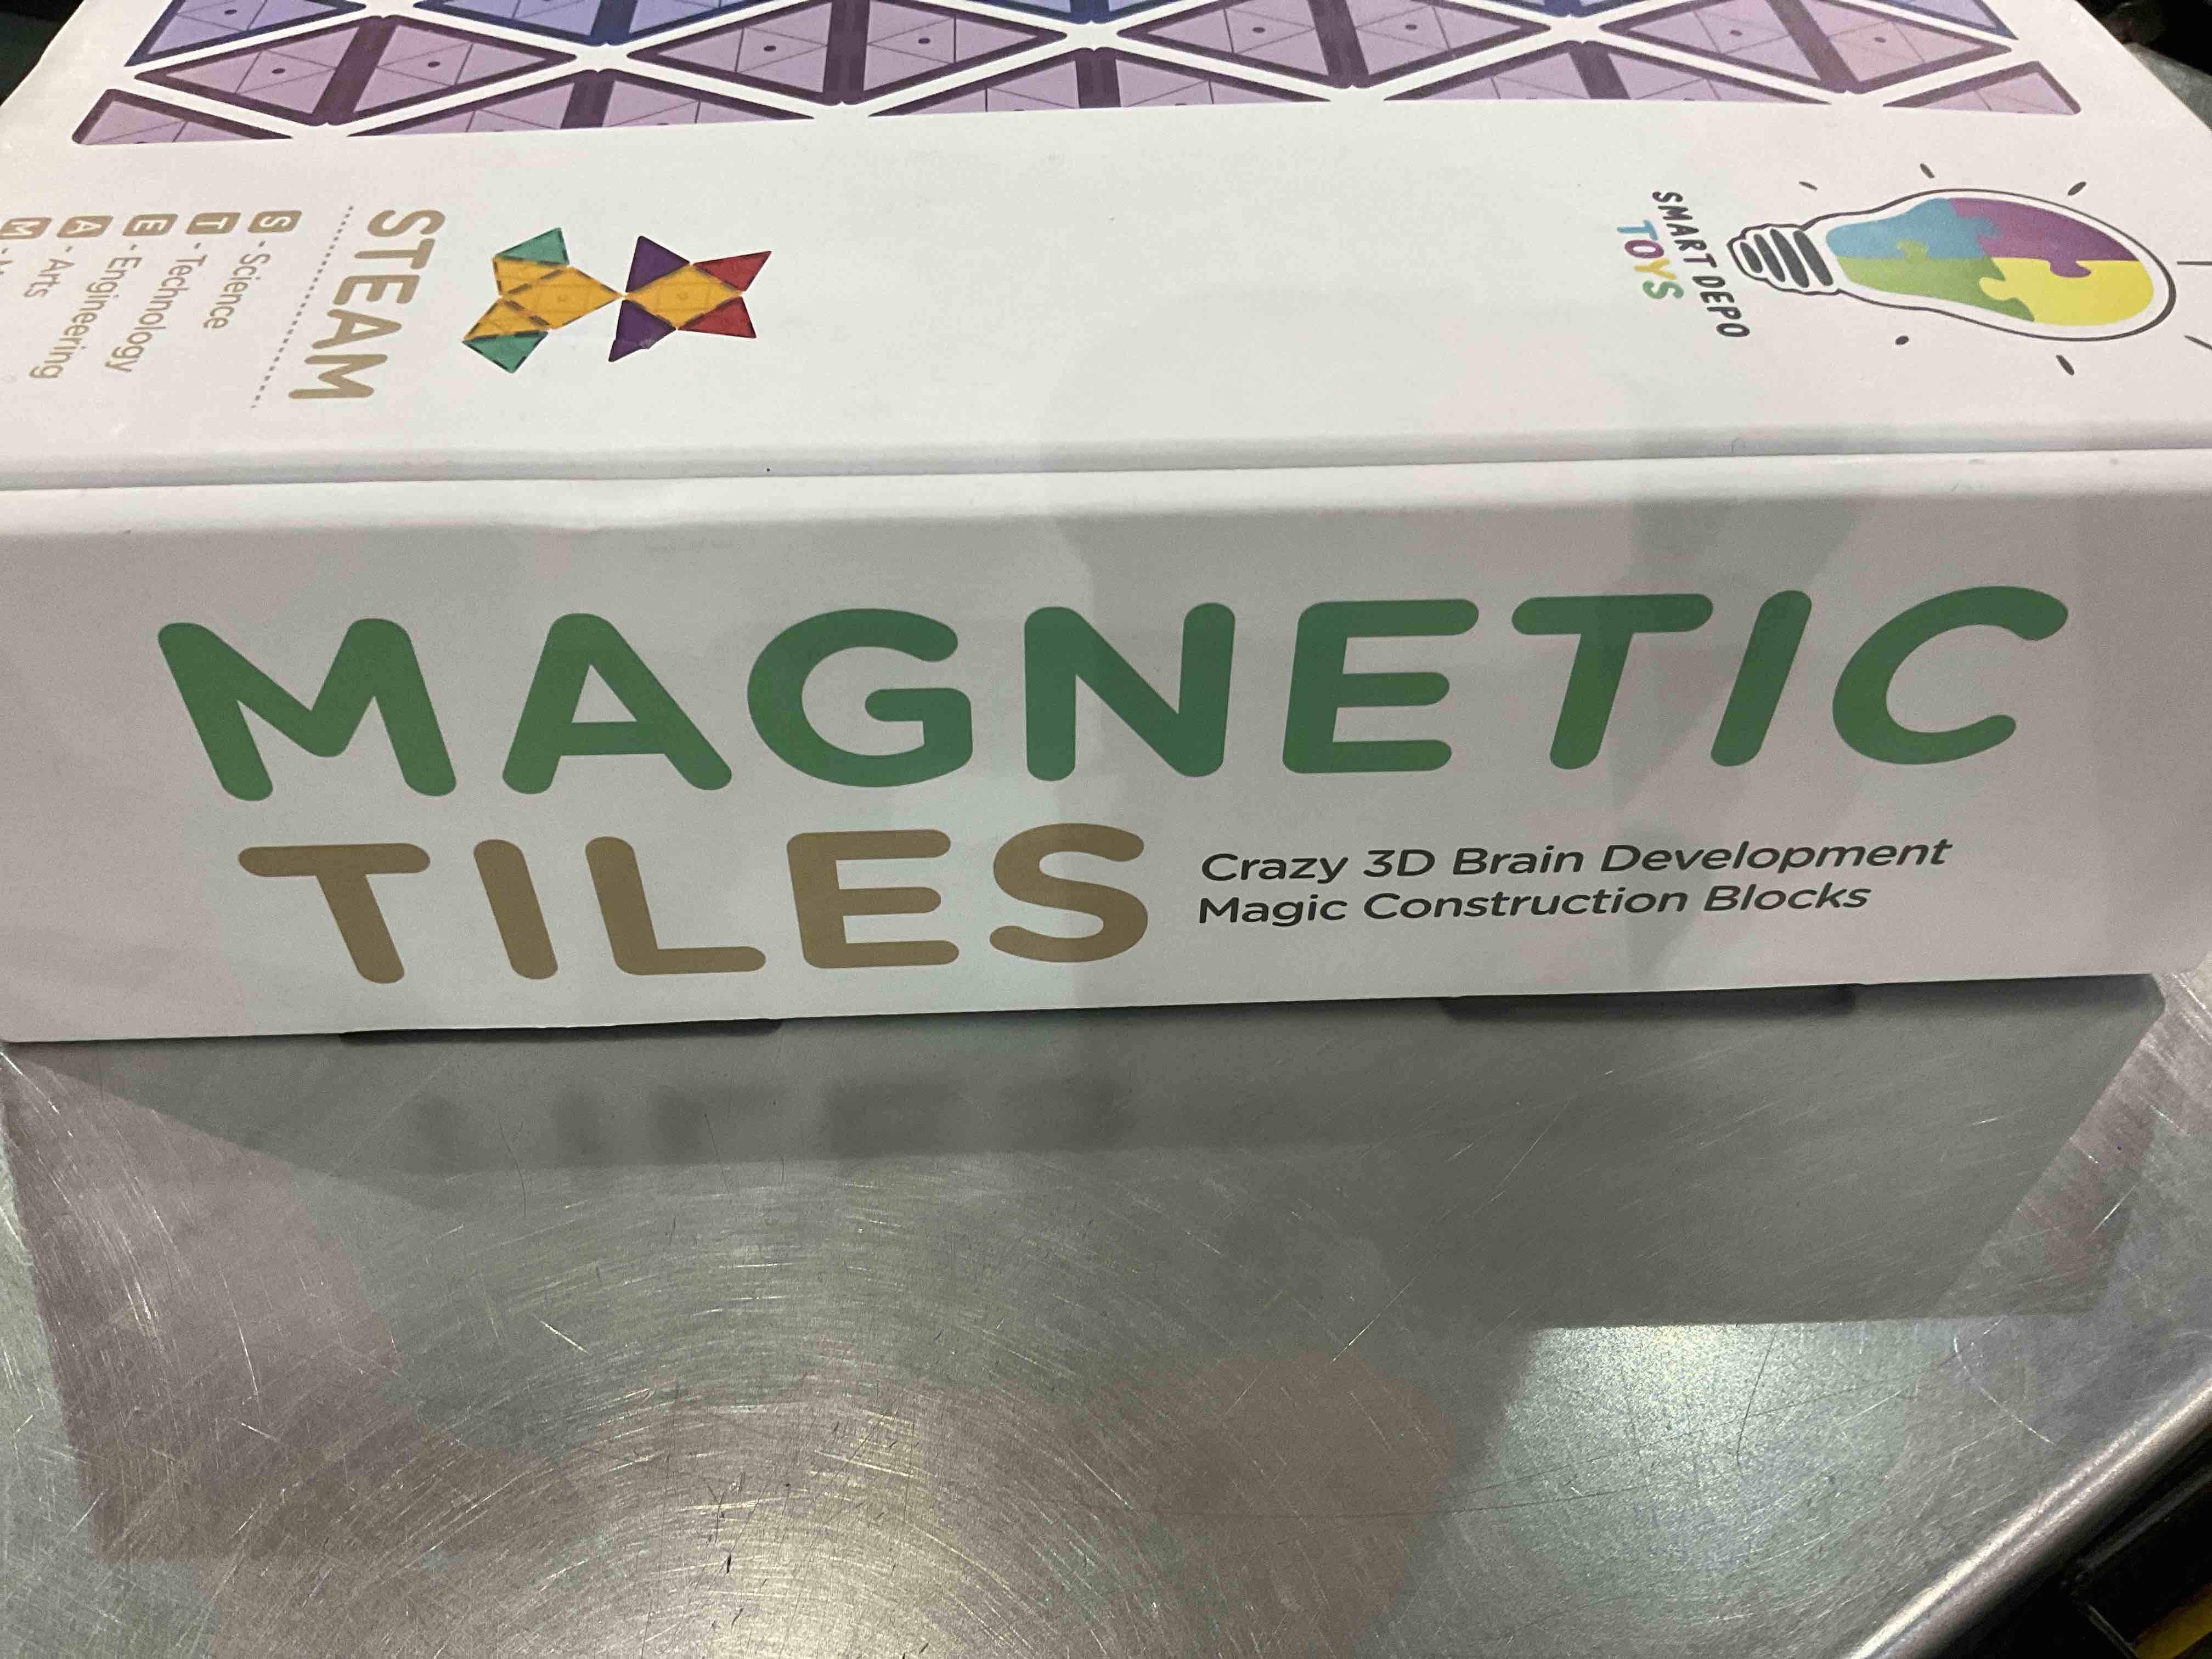 SMART DEPO
TOYS
STEAM
S - Science
T - Technology
E - Engineering
A - Arts
M -
MAGNETIC
TILES
Crazy 3D Brain Development
Magic Construction Blocks